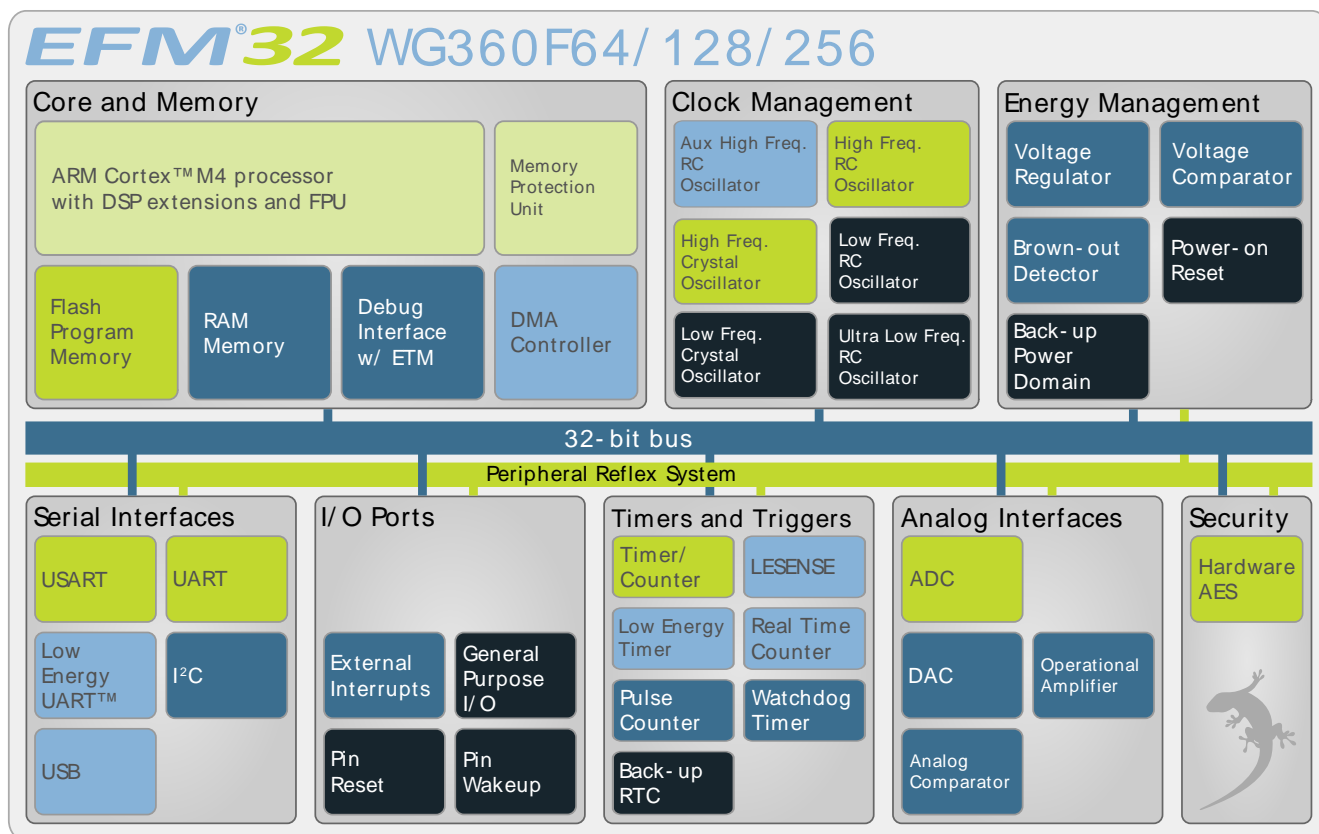 EFM®32 WG360F64/128/256
Core and Memory
ARM Cortex™ M4 processor
with DSP extensions and FPU
Memory
Protection
Unit
Flash
Program
Memory
RAM
Memory
Debug
Interface
w/ ETM
DMA
Controller
Clock Management
Aux High Freq.
RC
Oscillator
High Freq.
RC
Oscillator
High Freq.
Crystal
Oscillator
Low Freq.
RC
Oscillator
Low Freq.
Crystal
Oscillator
Ultra Low Freq.
RC
Oscillator
Energy Management
Voltage
Regulator
Voltage
Comparator
Brown-out
Detector
Power-on
Reset
Back-up
Power
Domain
32-bit bus
Peripheral Reflex System
Serial Interfaces
USART
UART
Low
Energy
UART™
I²C
USB
I/O Ports
External
Interrupts
General
Purpose
I/O
Pin
Reset
Pin
Wakeup
Timers and Triggers
Timer/
Counter
LESENSE
Low Energy
Timer
Real Time
Counter
Pulse
Counter
Watchdog
Timer
Back-up
RTC
Analog Interfaces
ADC
DAC
Operational
Amplifier
Analog
Comparator
Security
Hardware
AES